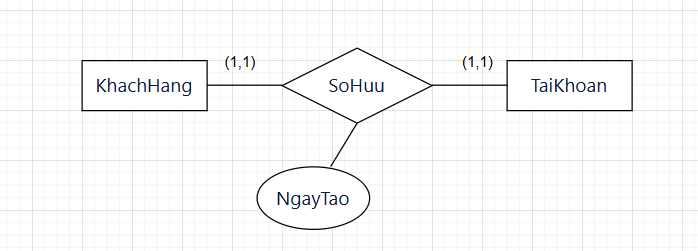 (1,1)
(1,1)
KhachHang
SoHuu
TaiKhoan
NgayTao